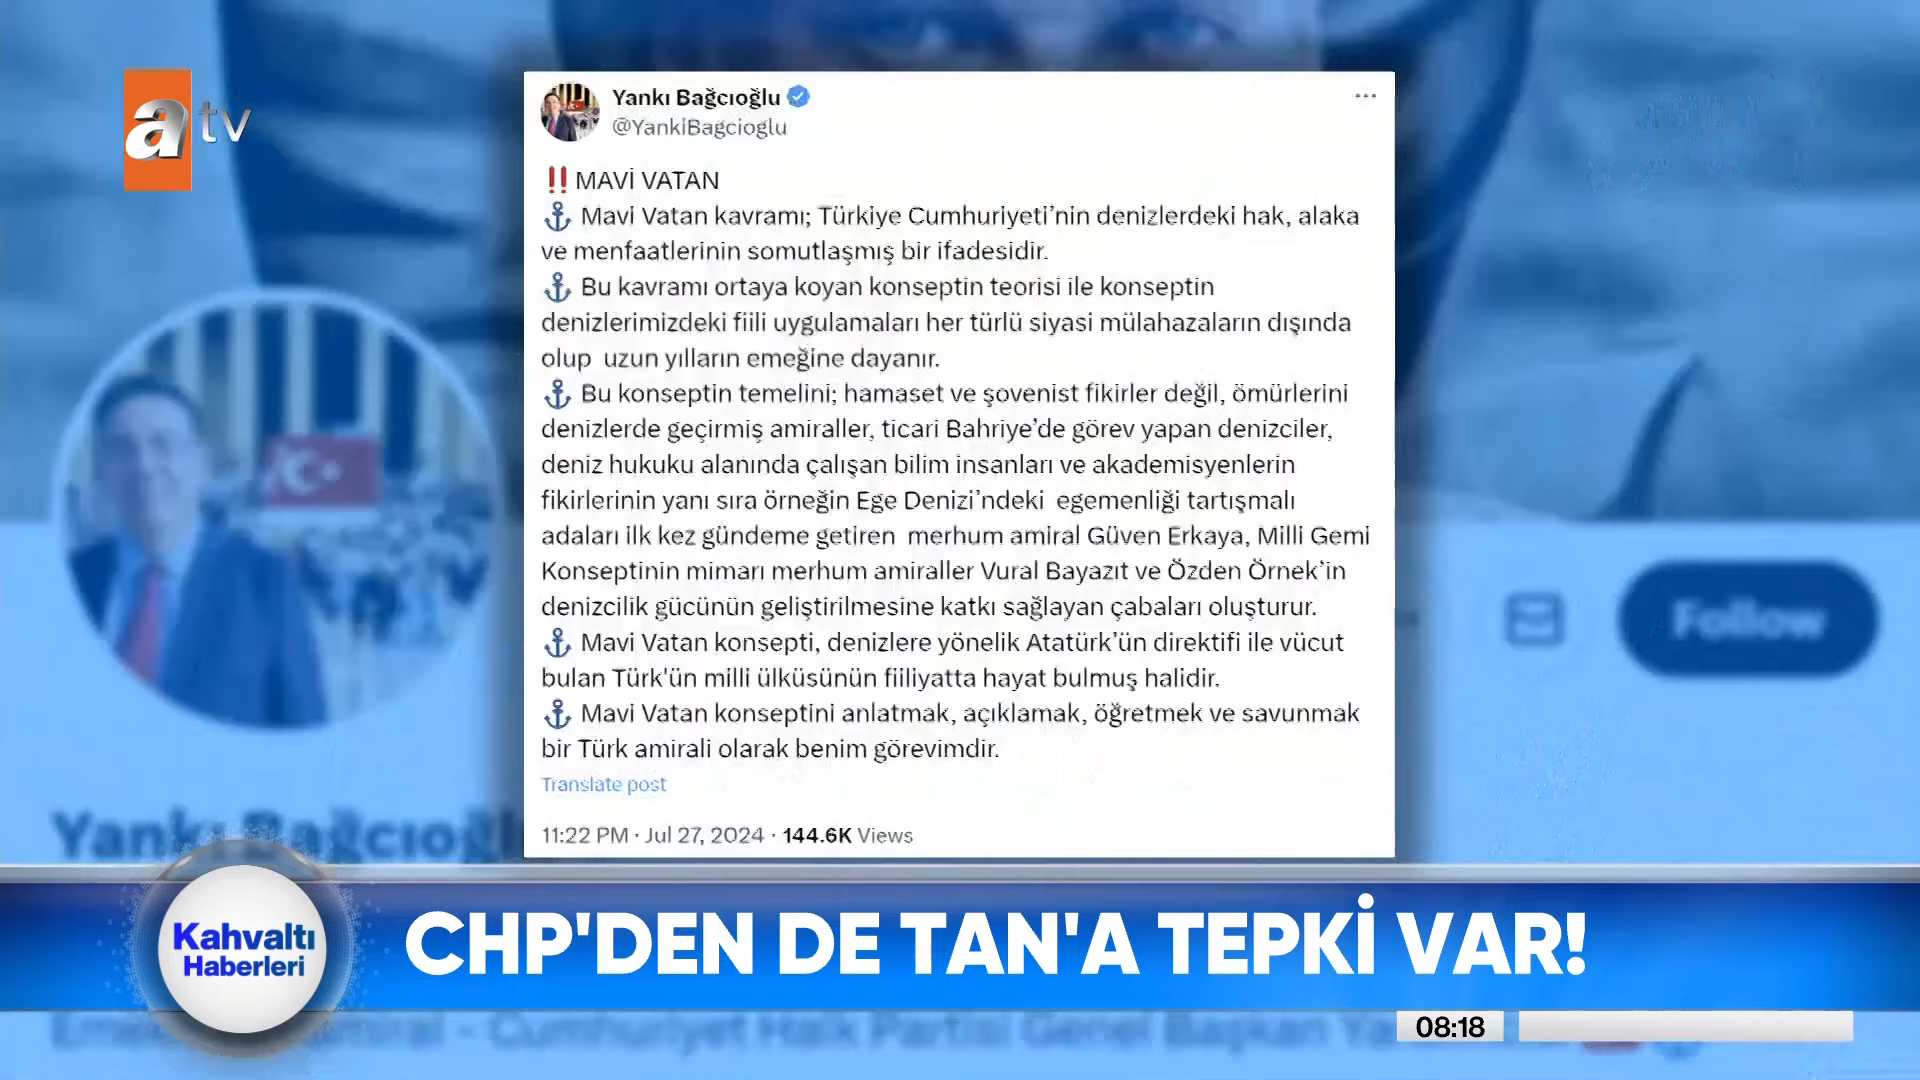 atv
Yankı Bağcıoğlu
@YankiBagcioglu
‼️MAVİ VATAN
⚓ Mavi Vatan kavramı; Türkiye Cumhuriyeti’nin denizlerdeki hak, alaka
ve menfaatlerinin somutlaşmış bir ifadesidir.
⚓ Bu kavramı ortaya koyan konseptin teorisi ile konseptin
denizlerimizdeki fiili uygulamaları her türlü siyasi mülahazaların dışında
olup uzun yılların emeğine dayanır.
⚓ Bu konseptin temelini; hamaset ve şovenist fikirler değil, ömürlerini
denizlerde geçirmiş amiraller, ticari Bahriye’de görev yapan denizciler,
deniz hukuku alanında çalışan bilim insanları ve akademisyenlerin
fikirlerinin yanı sıra örneğin Ege Denizi’ndeki egemenliği tartışmalı
adaları ilk kez gündeme getiren merhum amiral Güven Erkaya, Milli Gemi
Konseptinin mimarı merhum amiraller Vural Bayazıt ve Özden Örnek’in
denizcilik gücünün geliştirilmesine katkı sağlayan çabaları oluşturur.
⚓ Mavi Vatan konsepti, denizlere yönelik Atatürk’ün direktifi ile vücut
bulan Türk'ün milli ülküsünün fiiliyatta hayat bulmuş halidir.
⚓ Mavi Vatan konseptini anlatmak, açıklamak, öğretmek ve savunmak
bir Türk amirali olarak benim görevimdir.
Translate post
11:22 PM · Jul 27, 2024 · 144.6K Views
Follow
Yankı Bağcıoğl
Kahvaltı
Haberleri
CHP'DEN DE TAN'A TEPKİ VAR!
Cumhuriyet Halk Partisi Genel Başkan
08:18